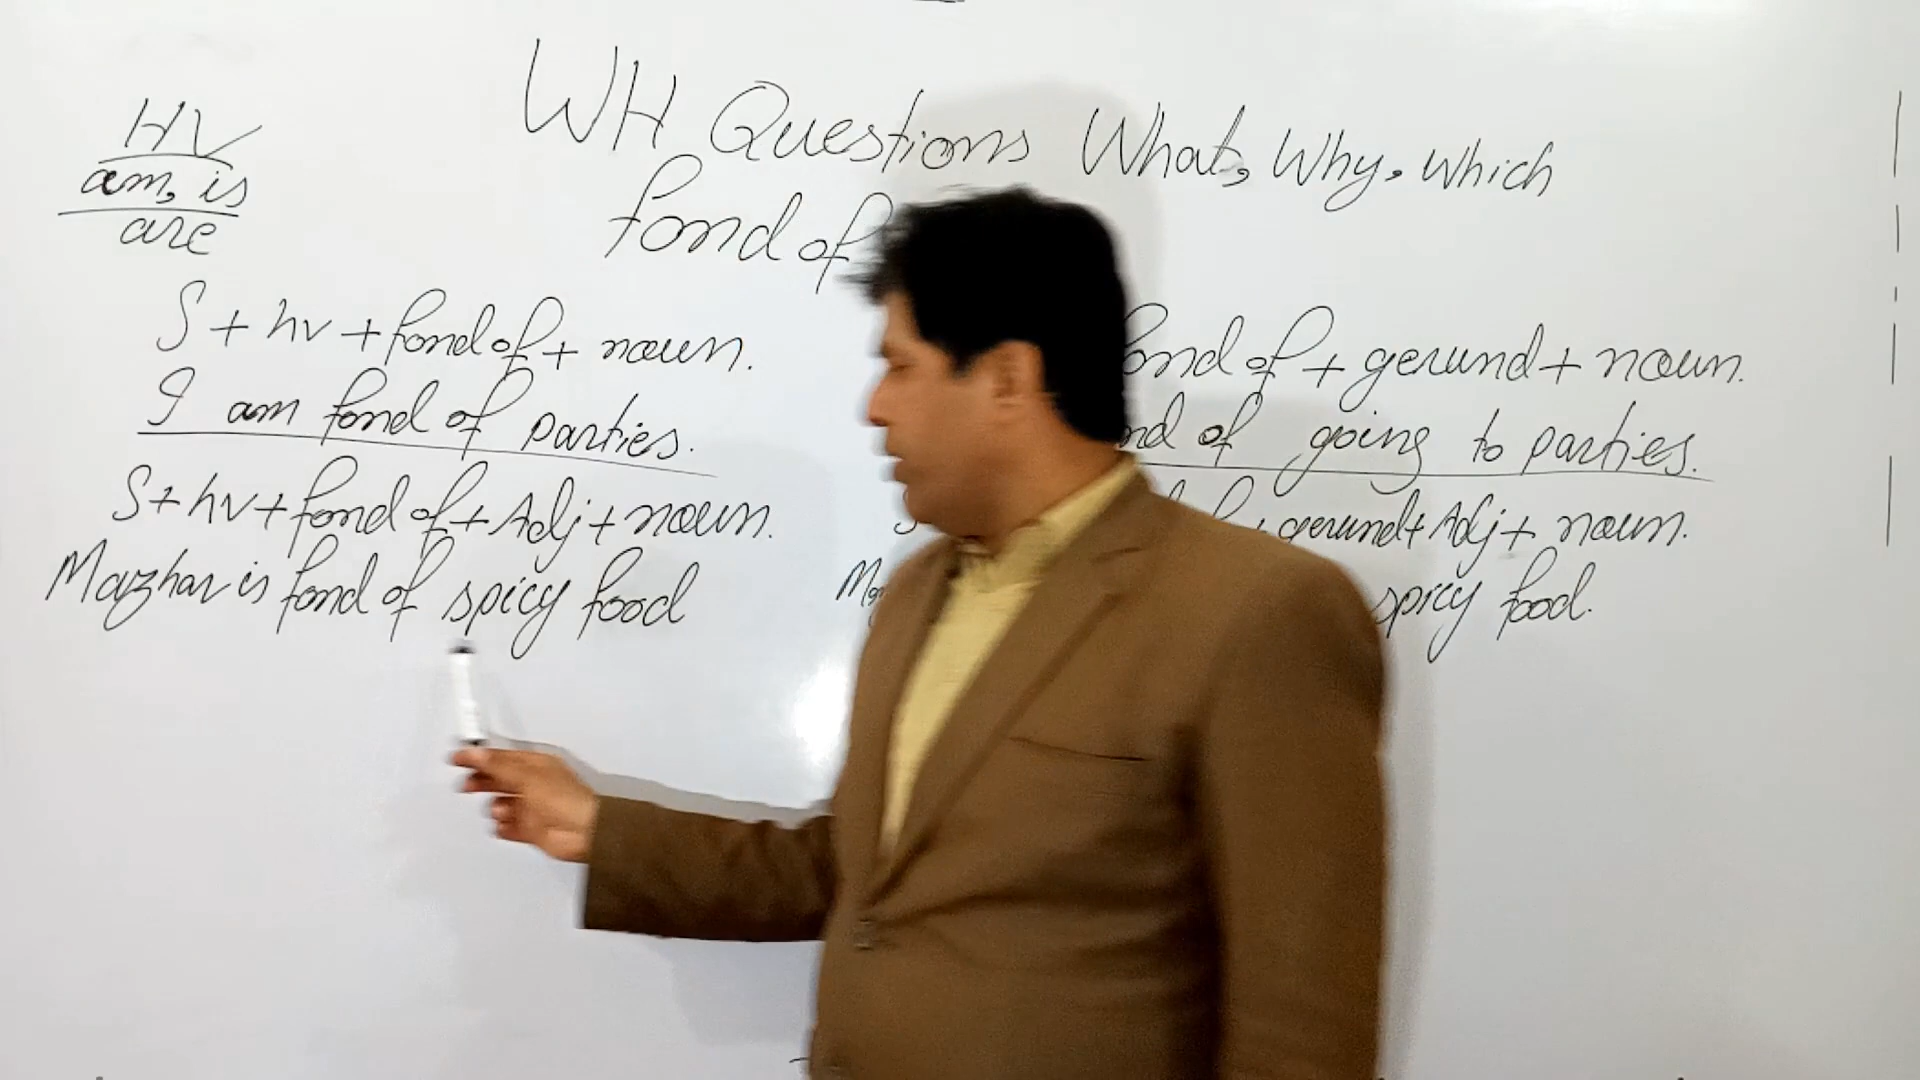 WH Questions What, Why, Which
HV
am, is
are
fond of
S + hv + fond of + noun.
I am fond of parties.
S + hv + fond of + Adj + noun.
Mazhar is fond of spicy food
fond of + gerund + noun.
of going to parties.
gerund + Adj + noun.
spicy food.